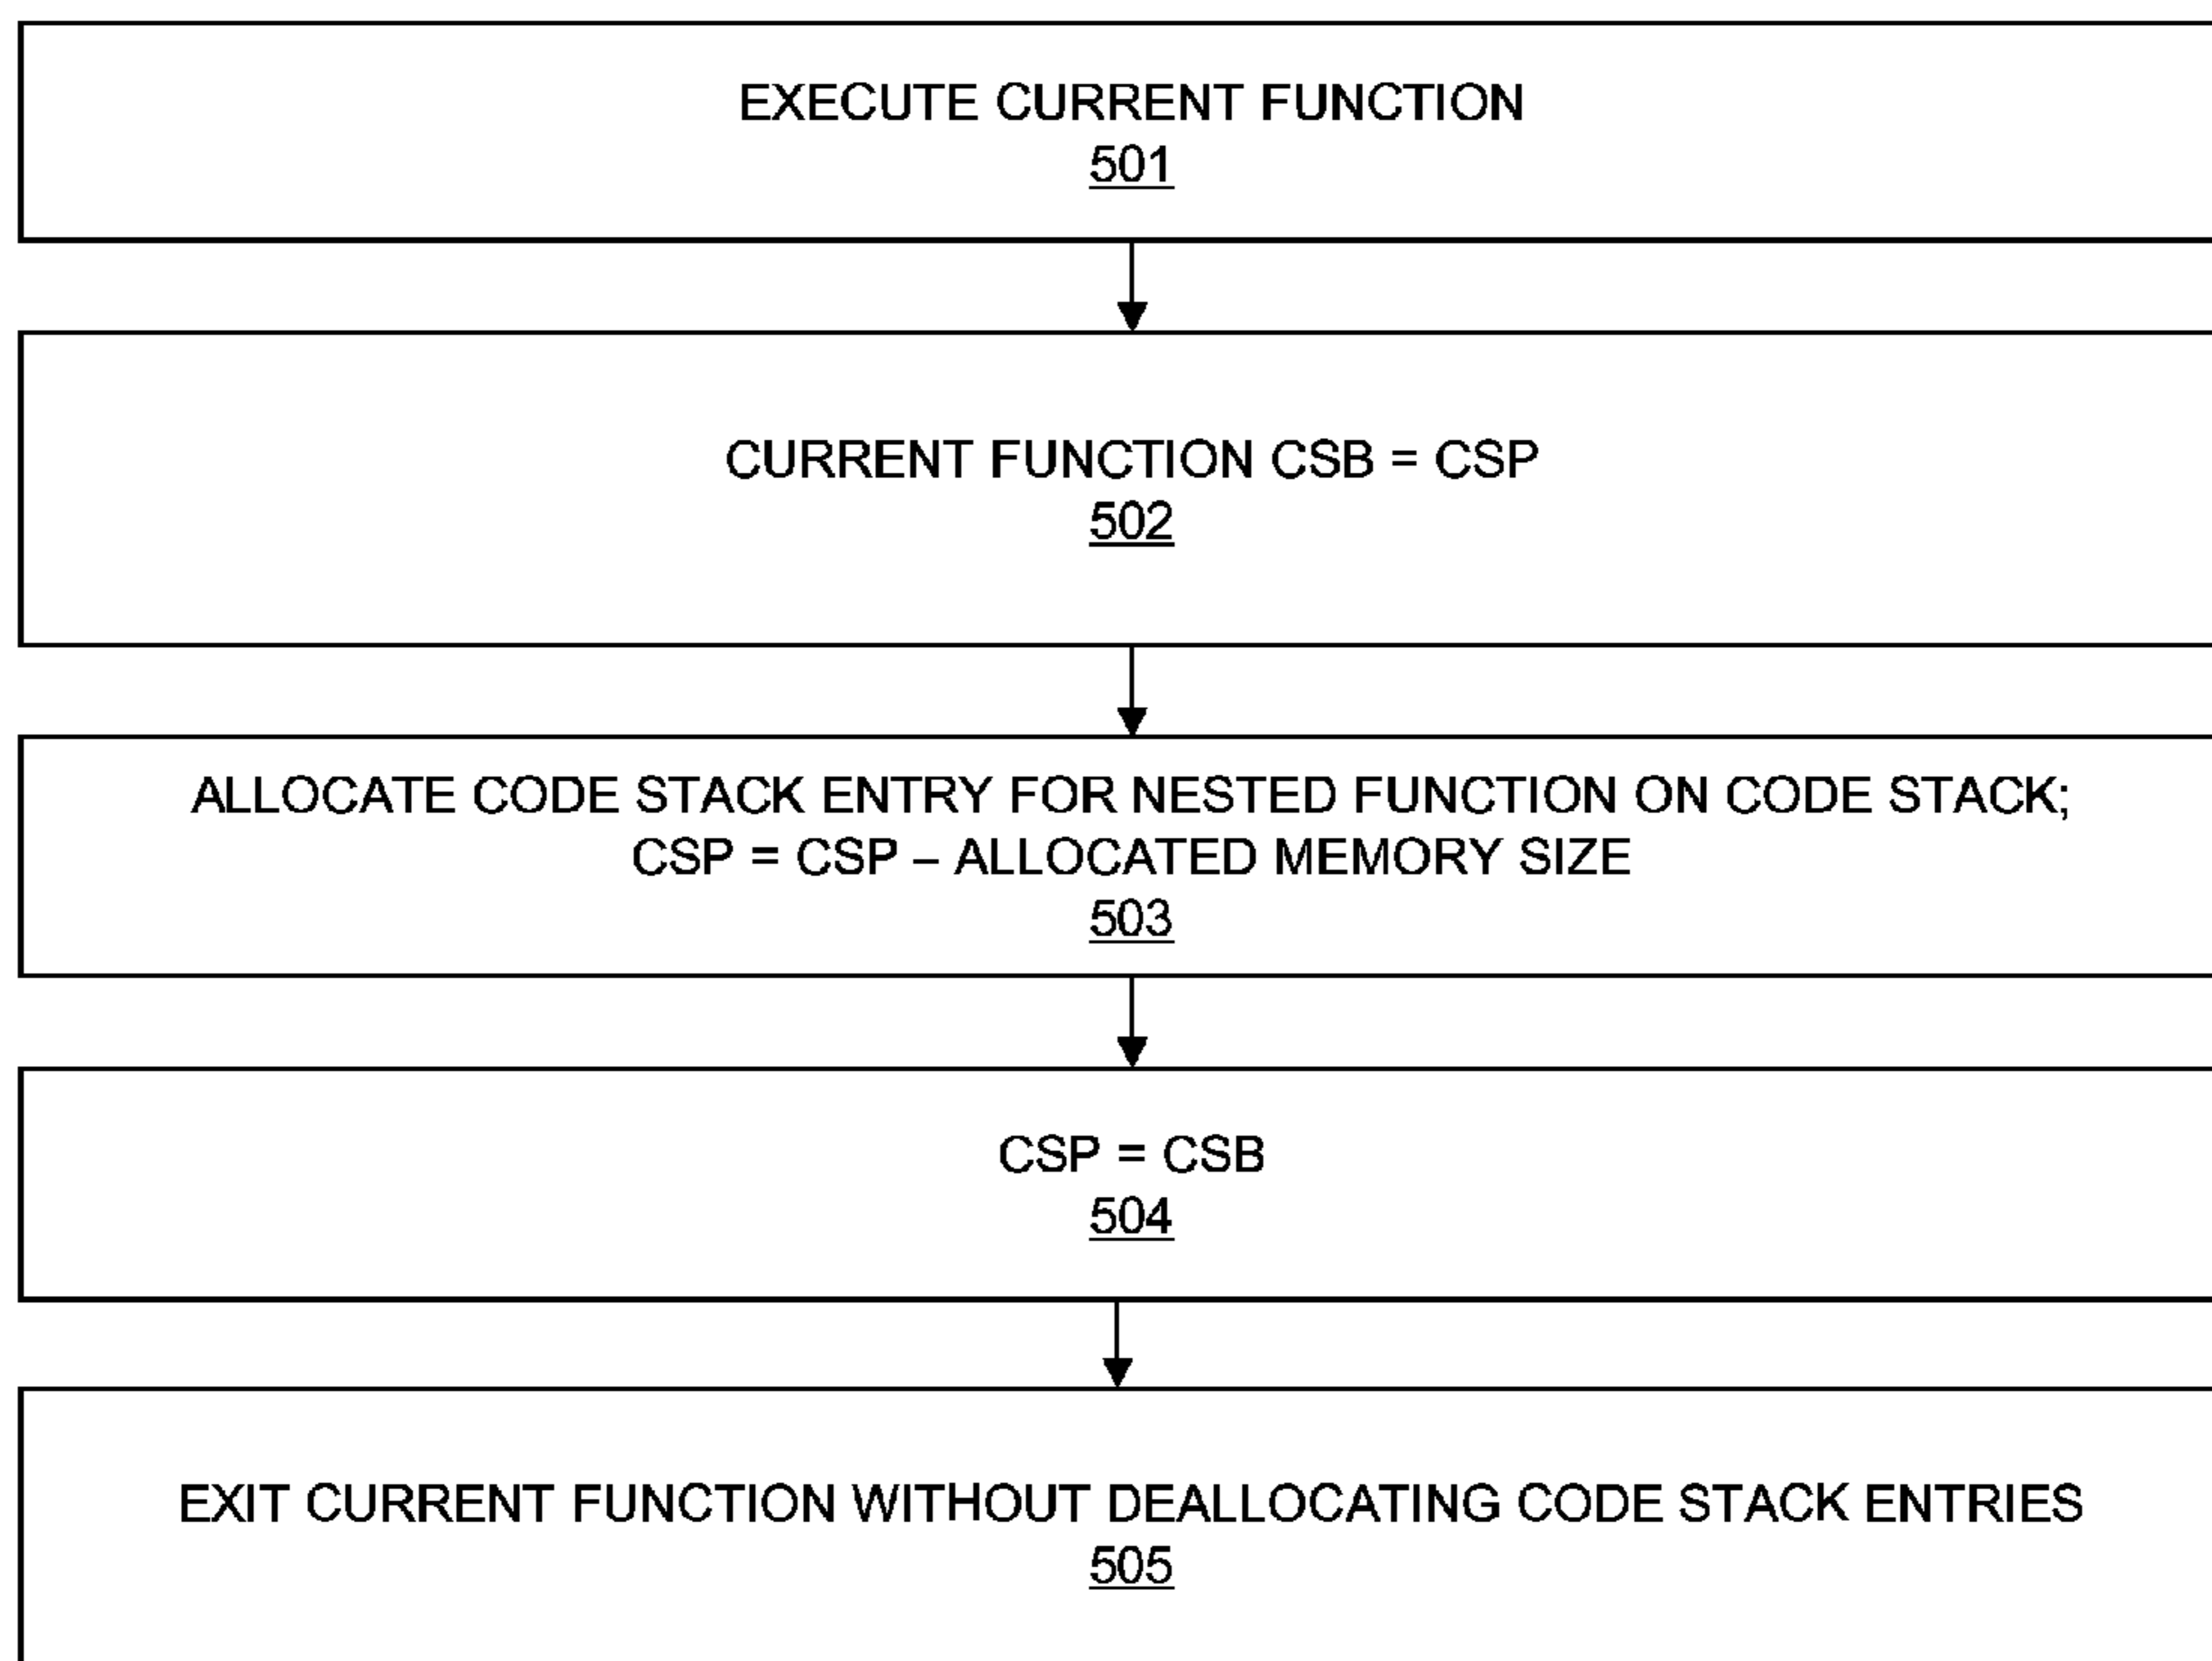 EXECUTE CURRENT FUNCTION
501
CURRENT FUNCTION CSB = CSP
502
ALLOCATE CODE STACK ENTRY FOR NESTED FUNCTION ON CODE STACK;
CSP = CSP – ALLOCATED MEMORY SIZE
503
CSP = CSB
504
EXIT CURRENT FUNCTION WITHOUT DEALLOCATING CODE STACK ENTRIES
505